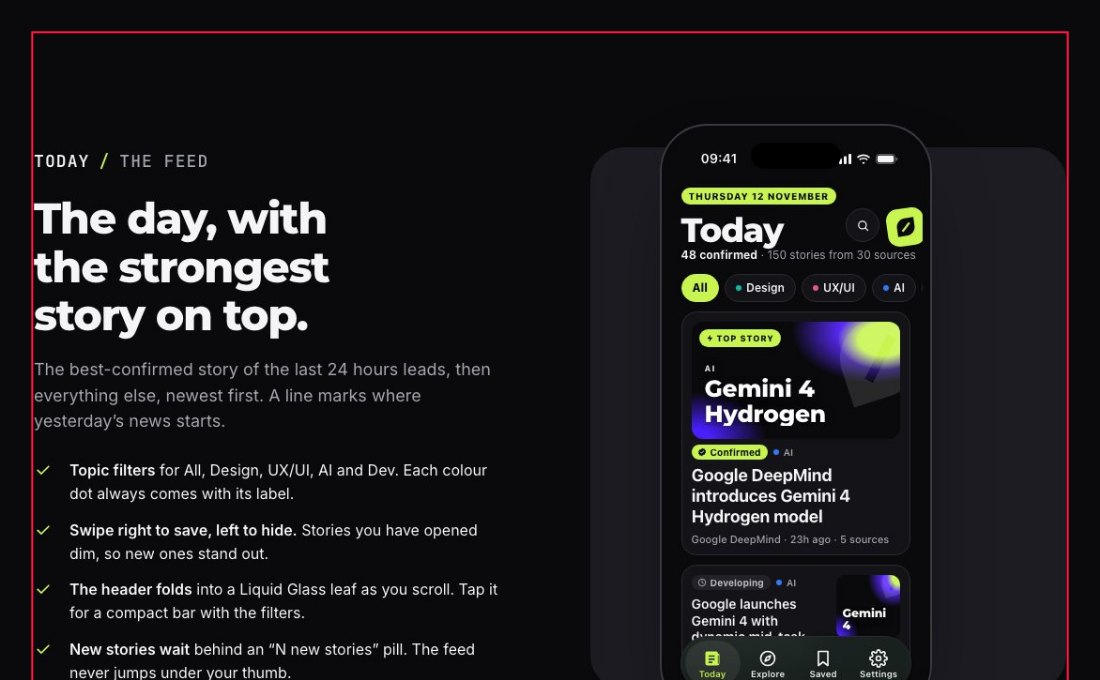 TODAY / THE FEED
The day, with
the strongest
story on top.
The best-confirmed story of the last 24 hours leads, then
everything else, newest first. A line marks where
yesterday’s news starts.
Topic filters for All, Design, UX/UI, AI and Dev. Each colour
dot always comes with its label.
Swipe right to save, left to hide. Stories you have opened
dim, so new ones stand out.
The header folds into a Liquid Glass leaf as you scroll. Tap it
for a compact bar with the filters.
New stories wait behind an “N new stories” pill. The feed
never jumps under your thumb.
09:41
THURSDAY 12 NOVEMBER
Today
48 confirmed · 150 stories from 30 sources
All Design UX/UI AI
TOP STORY
AI
Gemini 4
Hydrogen
Confirmed AI
Google DeepMind
introduces Gemini 4
Hydrogen model
Google DeepMind · 23h ago · 5 sources
Developing AI
Google launches
Gemini 4 with
dynamic mid-task
Gemini
4
Today Explore Saved Settings